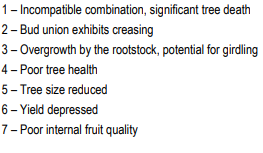 1 – Incompatible combination, significant tree death
2 – Bud union exhibits creasing
3 – Overgrowth by the rootstock, potential for girdling
4 – Poor tree health
5 – Tree size reduced
6 – Yield depressed
7 – Poor internal fruit quality